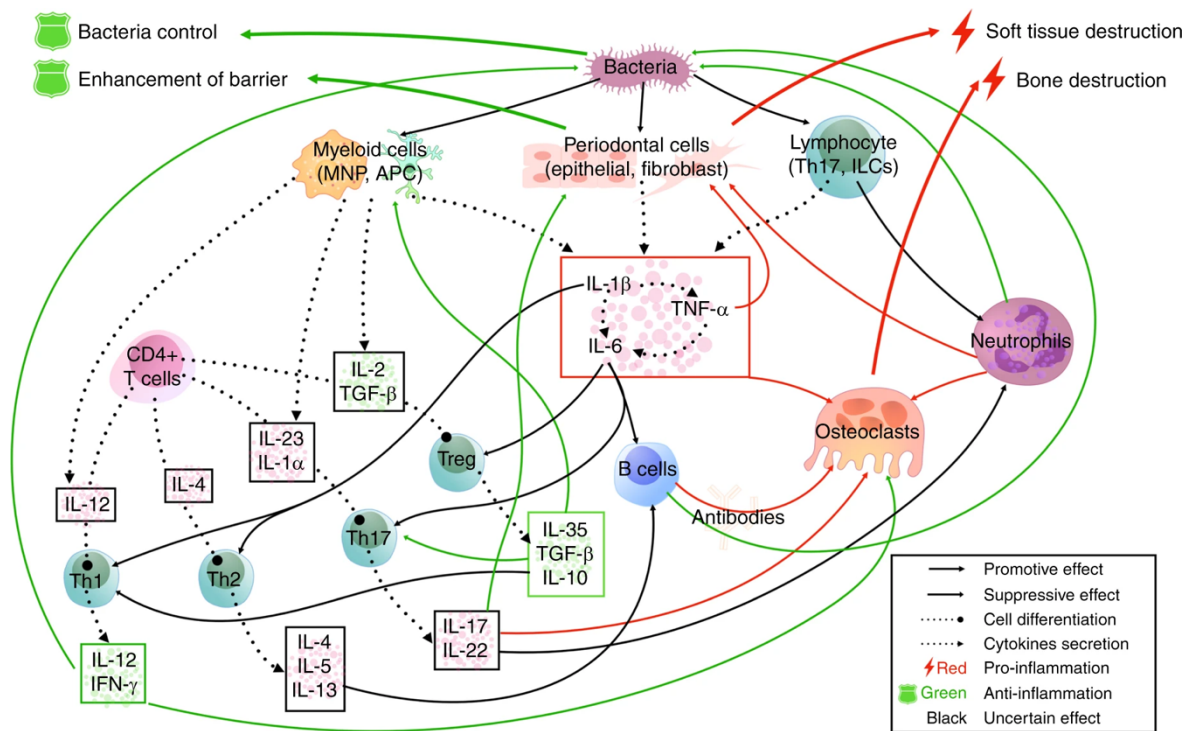 Bacteria control
Enhancement of barrier
Bacteria
Soft tissue destruction
Bone destruction
Myeloid cells
(MNP, APC)
Periodontal cells
(epithelial, fibroblast)
Lymphocyte
(Th17, ILCs)
IL-1β
TNF-α
IL-6
Neutrophils
CD4+
T cells
IL-2
TGF-β
IL-23
IL-1α
Treg
B cells
Osteoclasts
IL-12
IL-4
Antibodies
Th17
IL-35
TGF-β
IL-10
Th1
Th2
IL-17
IL-22
IL-4
IL-5
IL-13
IL-12
IFN-γ
Promotive effect
Suppressive effect
Cell differentiation
Cytokines secretion
Red Pro-inflammation
Green Anti-inflammation
Black Uncertain effect